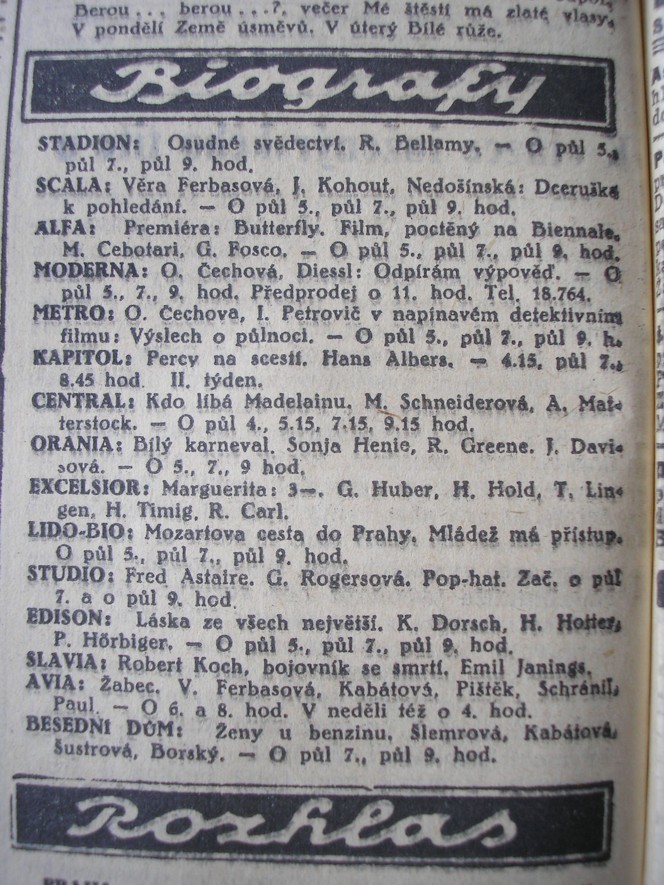 Berou... berou...?, večer Mé štěstí má zlaté vlasy,
V pondělí Země úsměvů. V úterý Bílé růže.
Biografy
STADION: Osudné svědectví. R. Bellamy. — O půl 5.,
půl 7., půl 9. hod.
SCALA: Věra Ferbasová, J. Kohout, Nedošínská: Dceruška
k pohledání. — O půl 5., půl 7., půl 9. hod.
ALFA: Premiéra: Butterfly. Film, poctěný na Biennale.
M. Cebotari, G. Fosco. — O půl 5., půl 7., půl 9. hod.
MODERNA: O. Čechová, Diessl: Odpírám výpověď. — O
půl 5., 7., 9. hod. Předprodej o 11. hod. Tel. 18.764.
METRO: O. Čechova, I. Petrovič v napínavém detektivním
filmu: Výslech o půlnoci. — O půl 5., půl 7., půl 9. h.
KAPITOL: Percy na scestí. Hans Albers. — 4.15, půl 7.,
8.45 hod. II. týden.
CENTRAL: Kdo líbá Madelainu. M. Schneiderová, A. Mat-
terstock. — O půl 4., 5.15, 7.15, 9.15 hod.
ORANIA: Bílý karneval. Sonja Henie, R. Greene. J. Davi-
sová. — O 5., 7., 9 hod.
EXCELSIOR: Marguerita: 3—. G. Huber, H. Hold, T. Lin-
gen, H. Timig, R. Carl.
LIDO-BIO: Mozartova cesta do Prahy. Mládež má přístup.
O půl 5., půl 7., půl 9. hod.
STUDIO: Fred Astaire. G. Rogersová. Pop-hat. Zač. o půl
7. a o půl 9. hod.
EDISON: Láska ze všech největší. K. Dorsch, H. Hotter,
P. Hörbiger. — O půl 5., půl 7., půl 9. hod.
SLAVIA: Robert Koch, bojovník se smrtí. Emil Janings.
AVIA: Žabec. V. Ferbasová, Kabátová, Pištěk, Schránil,
Paul. — O 6. a 8. hod. V neděli též o 4. hod.
BESEDNÍ DŮM: Ženy u benzinu. Šlemrová, Kabátová,
Šustrová, Borský. — O půl 7., půl 9. hod.
Rozhlas